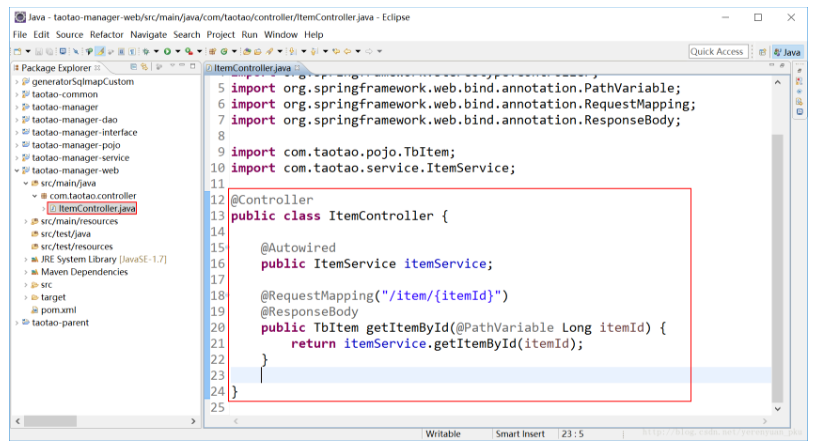 Java - taotao-manager-web/src/main/java/com/taotao/controller/ItemController.java - Eclipse
File Edit Source Refactor Navigate Search Project Run Window Help
Quick Access
Java
Package Explorer
generatorSqlmapCustom
taotao-common
taotao-manager
taotao-manager-dao
taotao-manager-interface
taotao-manager-pojo
taotao-manager-service
taotao-manager-web
src/main/java
com.taotao.controller
ItemController.java
src/main/resources
src/test/java
src/test/resources
JRE System Library [JavaSE-1.7]
Maven Dependencies
src
target
pom.xml
taotao-parent
ItemController.java
5 import org.springframework.web.bind.annotation.PathVariable;
6 import org.springframework.web.bind.annotation.RequestMapping;
7 import org.springframework.web.bind.annotation.ResponseBody;
8
9 import com.taotao.pojo.TbItem;
10 import com.taotao.service.ItemService;
11
12 @Controller
13 public class ItemController {
14
15 @Autowired
16 public ItemService itemService;
17
18 @RequestMapping("/item/{itemId}")
19 @ResponseBody
20 public TbItem getItemById(@PathVariable Long itemId) {
21 return itemService.getItemById(itemId);
22 }
23
24 }
25
Writable Smart Insert 23 : 5